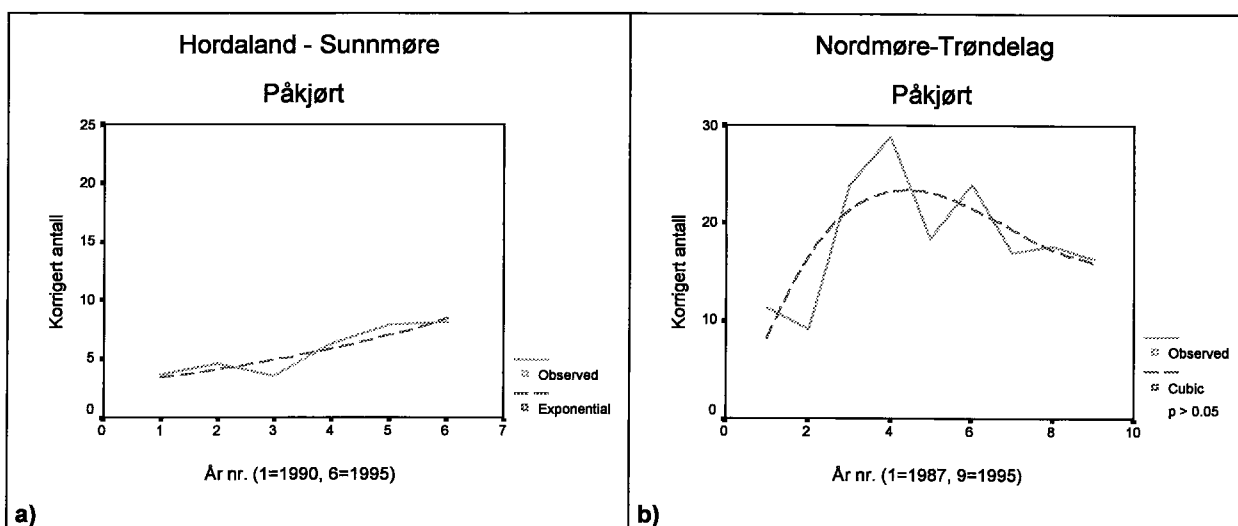 Hordaland - Sunnmøre
Påkjørt
25
20
15
10
5
0
Korrigert antall
0 1 2 3 4 5 6 7
År nr. (1=1990, 6=1995)
Observed
Exponential
a)
Nordmøre-Trøndelag
Påkjørt
30
20
10
0
Korrigert antall
0 2 4 6 8 10
År nr. (1=1987, 9=1995)
Observed
Cubic
p > 0.05
b)